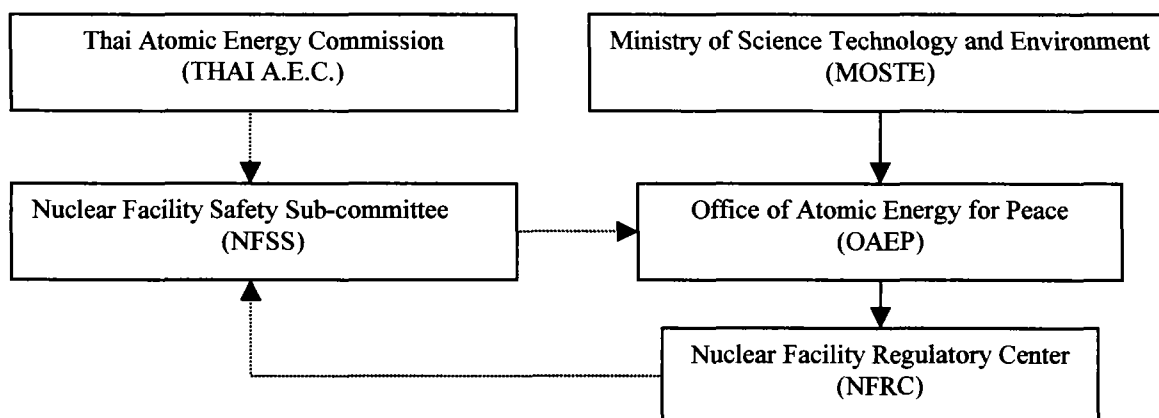 Thai Atomic Energy Commission
(THAI A.E.C.)
Ministry of Science Technology and Environment
(MOSTE)
Nuclear Facility Safety Sub-committee
(NFSS)
Office of Atomic Energy for Peace
(OAEP)
Nuclear Facility Regulatory Center
(NFRC)